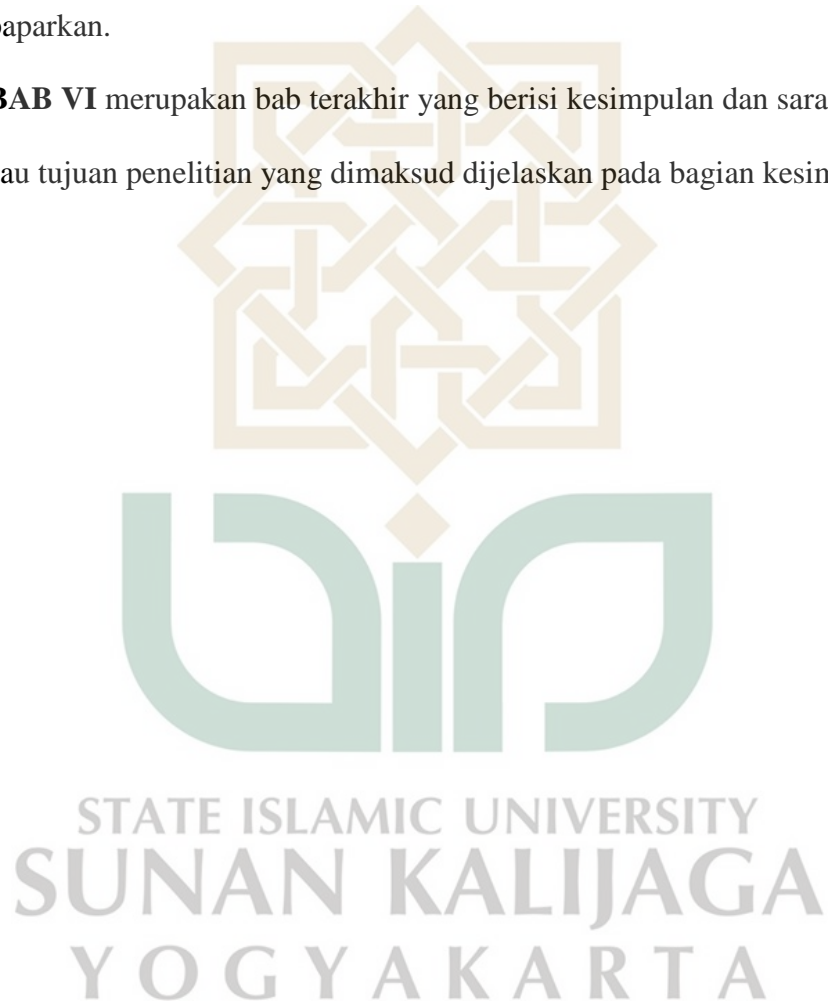 paparkan.
BAB VI merupakan bab terakhir yang berisi kesimpulan dan sara
au tujuan penelitian yang dimaksud dijelaskan pada bagian kesim
STATE ISLAMIC UNIVERSITY
SUNAN KALIJAGA
YOGYAKARTA